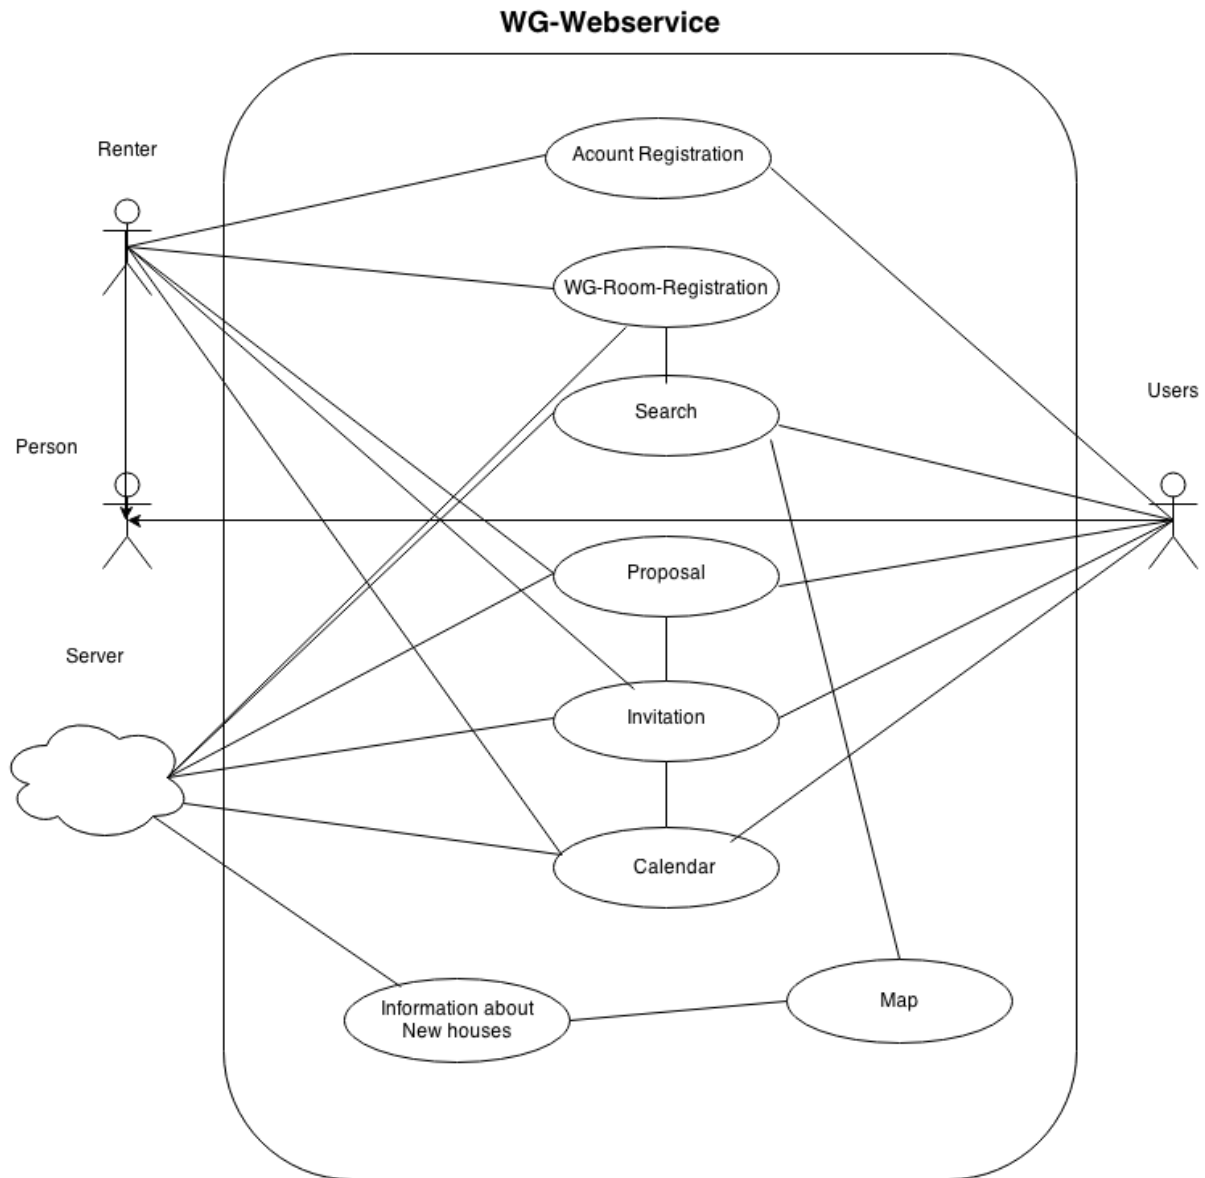 WG-Webservice
Renter
Acount Registration
WG-Room-Registration
Users
Search
Person
Proposal
Server
Invitation
Calendar
Information about
New houses
Map